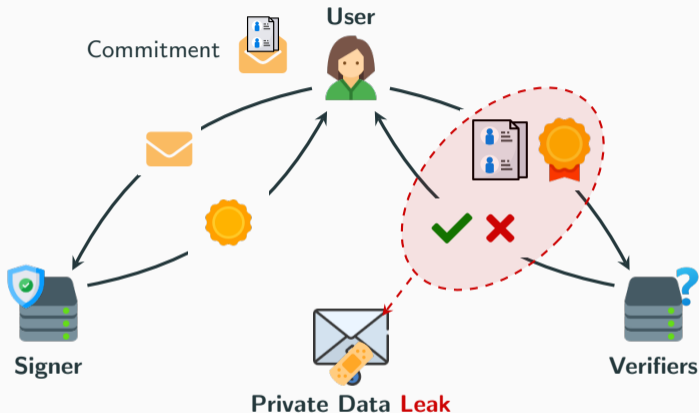 User
Commitment
Signer
Verifiers
Private Data Leak